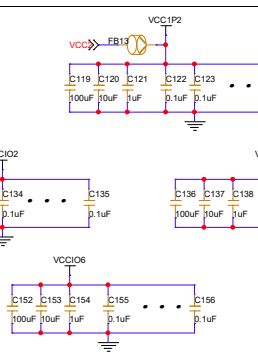 VCC1P2
VCC FB13
C119 C120 C121 C122 C123
100uF 10uF 1uF 0.1uF 0.1uF
CIO2
C134 C135 C136 C137 C138
0.1uF 0.1uF 100uF 10uF 1uF
VCCIO6
C152 C153 C154 C155 C156
100uF 10uF 1uF 0.1uF 0.1uF